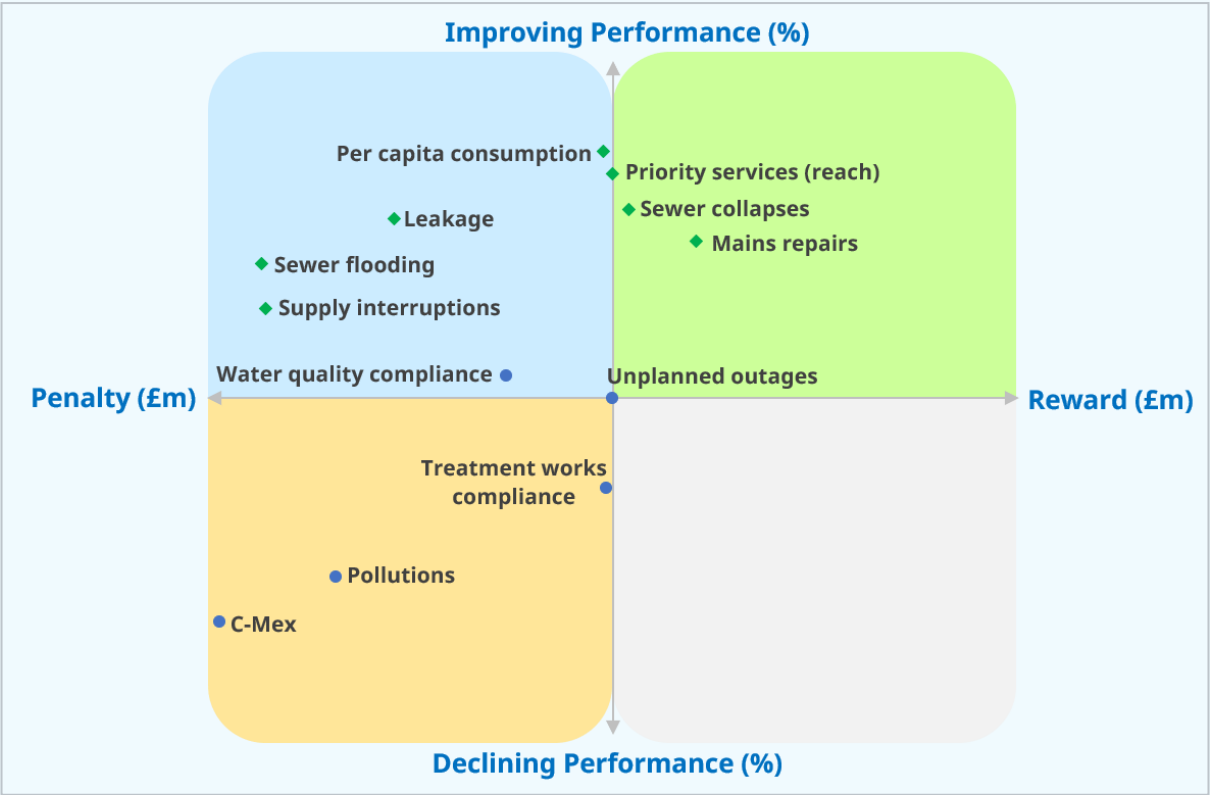 Improving Performance (%)
Per capita consumption
Priority services (reach)
Sewer collapses
Leakage
Mains repairs
Sewer flooding
Supply interruptions
Water quality compliance
Unplanned outages
Penalty (£m)
Reward (£m)
Treatment works
compliance
Pollutions
C-Mex
Declining Performance (%)